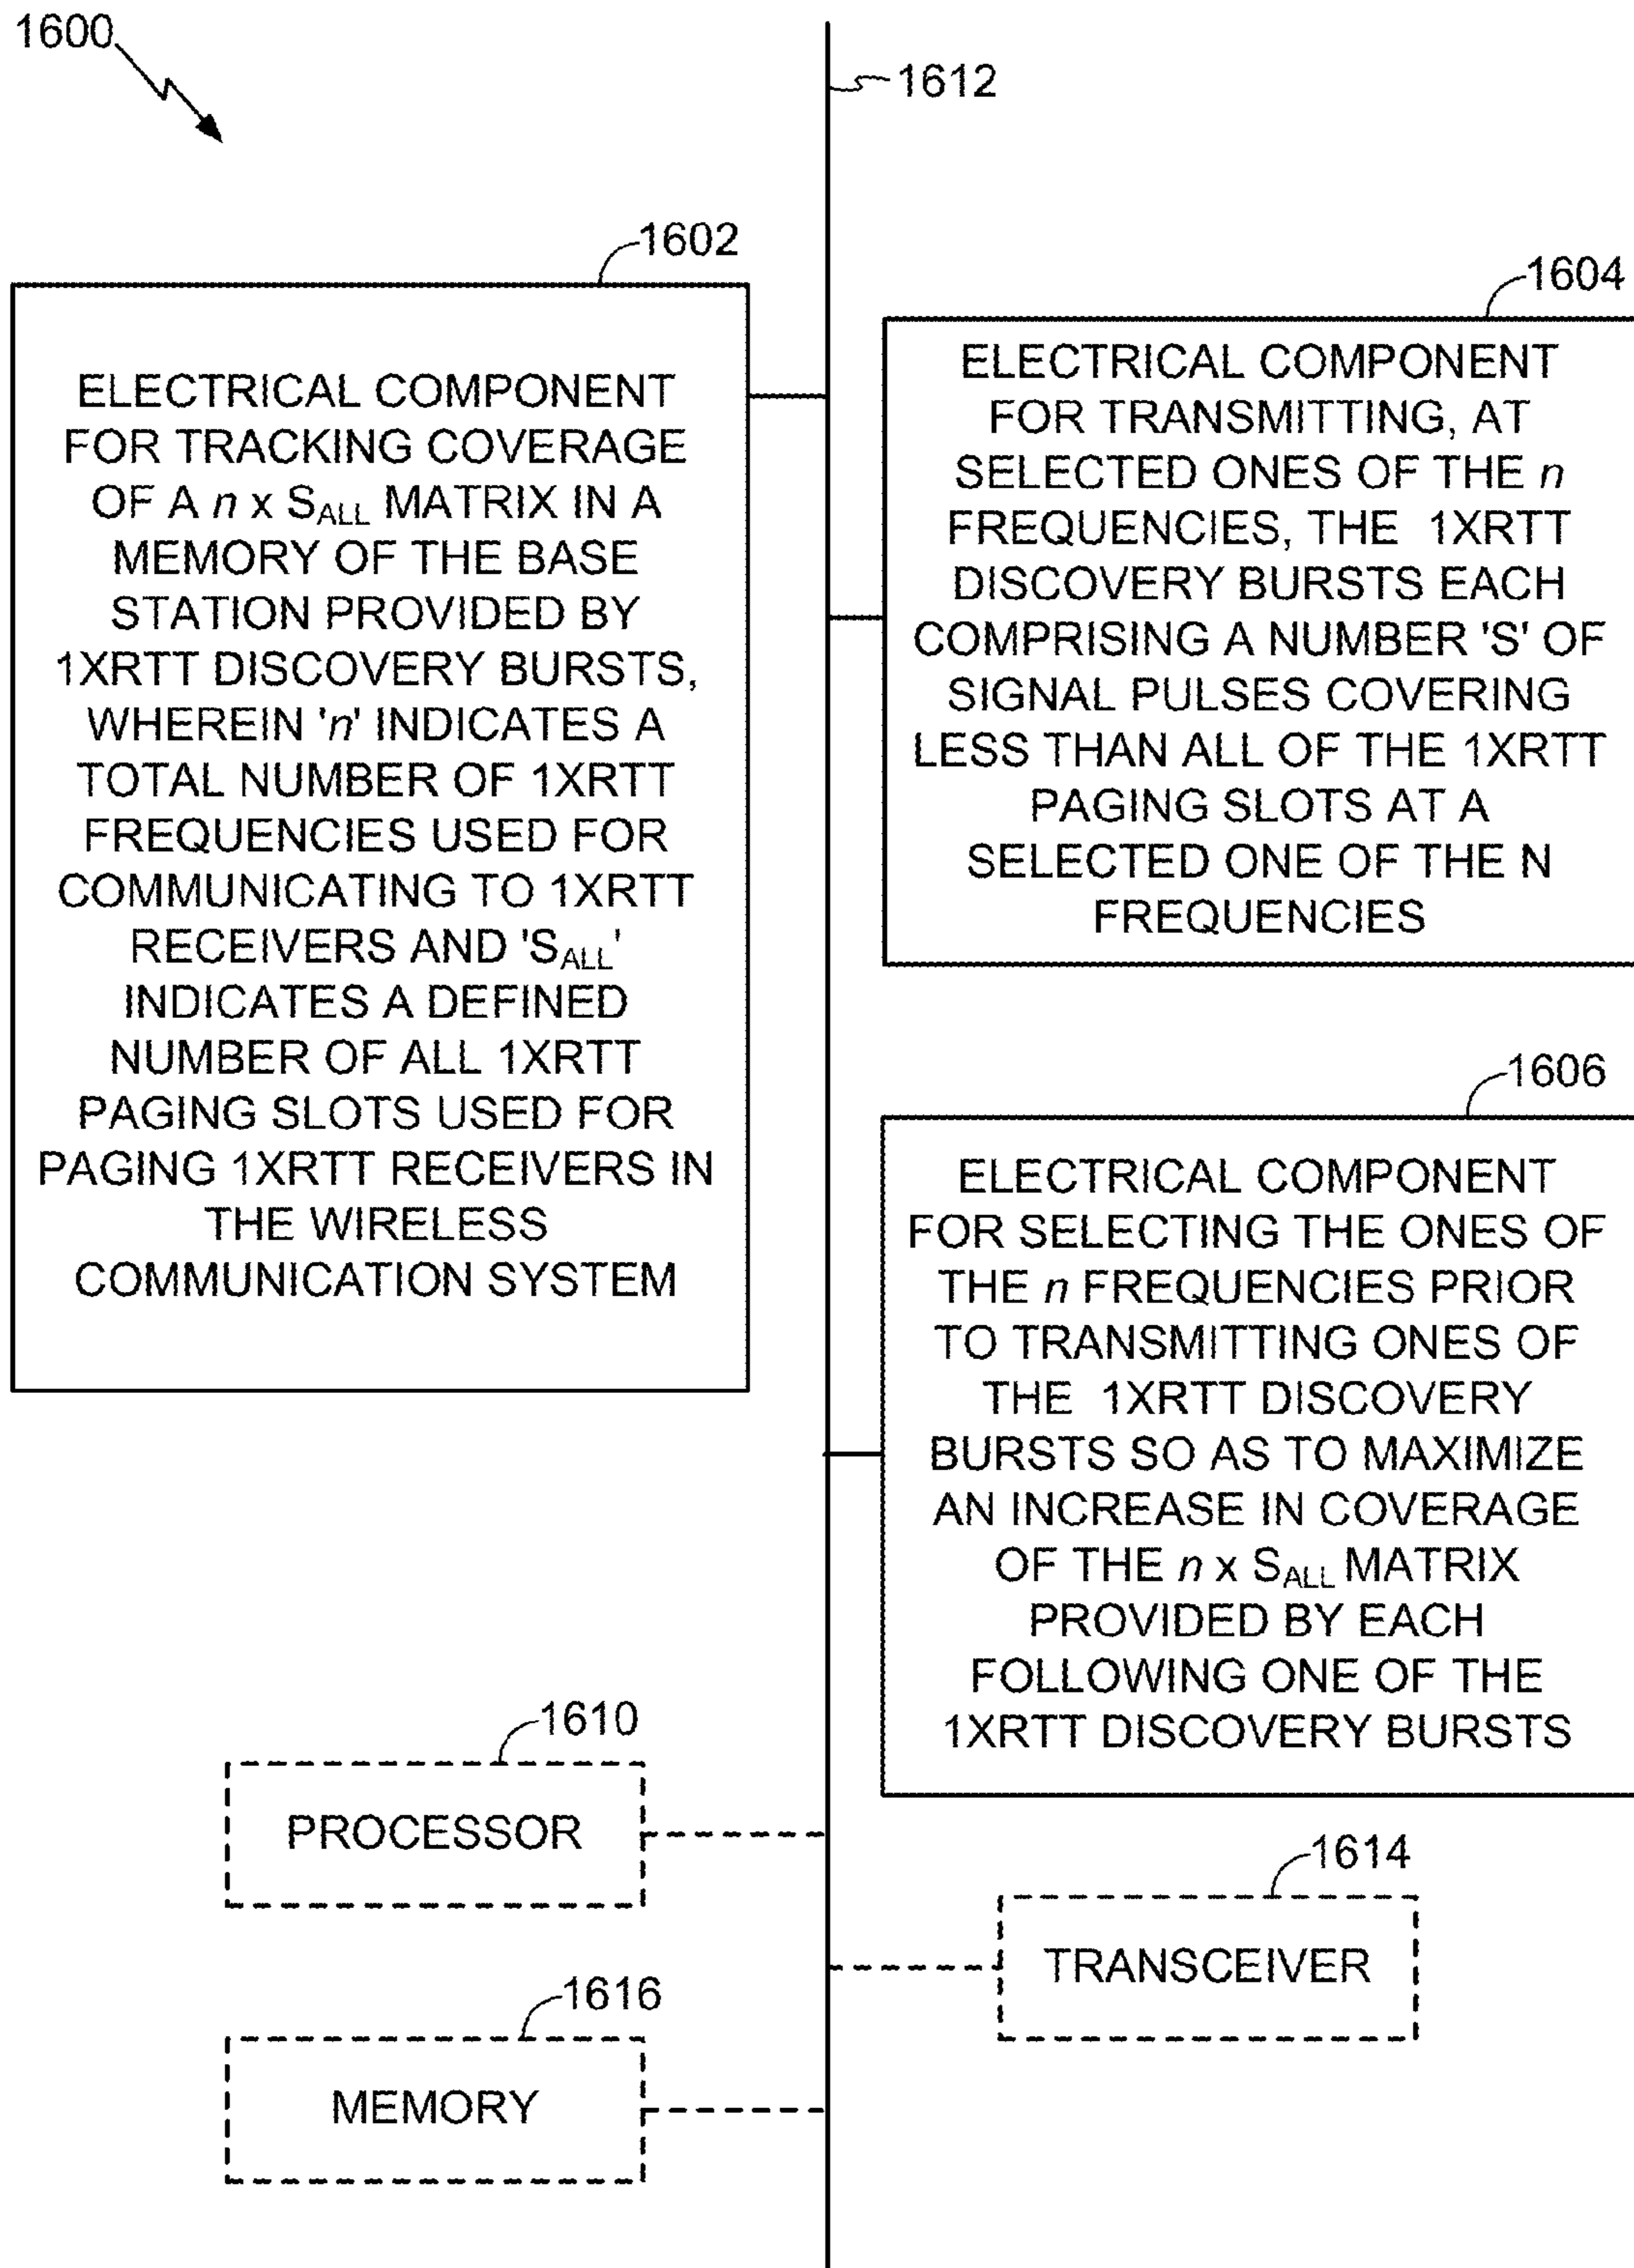 1600
1612
1602
ELECTRICAL COMPONENT
FOR TRACKING COVERAGE
OF A n x SALL MATRIX IN A
MEMORY OF THE BASE
STATION PROVIDED BY
1XRTT DISCOVERY BURSTS,
WHEREIN 'n' INDICATES A
TOTAL NUMBER OF 1XRTT
FREQUENCIES USED FOR
COMMUNICATING TO 1XRTT
RECEIVERS AND 'SALL'
INDICATES A DEFINED
NUMBER OF ALL 1XRTT
PAGING SLOTS USED FOR
PAGING 1XRTT RECEIVERS IN
THE WIRELESS
COMMUNICATION SYSTEM
1604
ELECTRICAL COMPONENT
FOR TRANSMITTING, AT
SELECTED ONES OF THE n
FREQUENCIES, THE 1XRTT
DISCOVERY BURSTS EACH
COMPRISING A NUMBER 'S' OF
SIGNAL PULSES COVERING
LESS THAN ALL OF THE 1XRTT
PAGING SLOTS AT A
SELECTED ONE OF THE N
FREQUENCIES
1606
ELECTRICAL COMPONENT
FOR SELECTING THE ONES OF
THE n FREQUENCIES PRIOR
TO TRANSMITTING ONES OF
THE 1XRTT DISCOVERY
BURSTS SO AS TO MAXIMIZE
AN INCREASE IN COVERAGE
OF THE n x SALL MATRIX
PROVIDED BY EACH
FOLLOWING ONE OF THE
1XRTT DISCOVERY BURSTS
1610
PROCESSOR
1614
TRANSCEIVER
1616
MEMORY